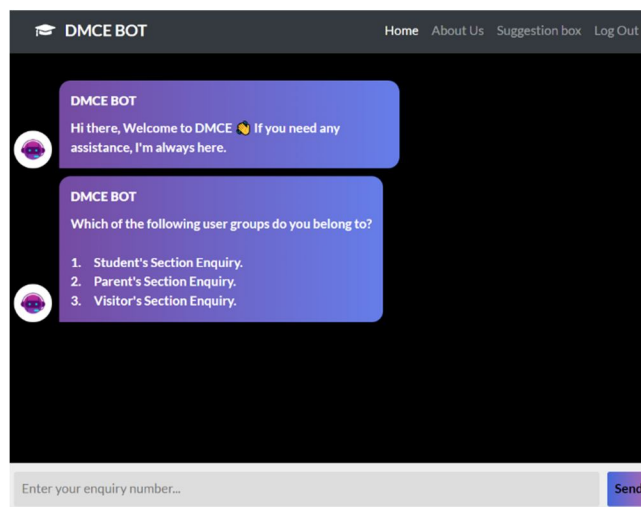 DMCE BOT Home About Us Suggestion box Log Out
DMCE BOT
Hi there, Welcome to DMCE 👋 If you need any
assistance, I'm always here.
DMCE BOT
Which of the following user groups do you belong to?
1. Student's Section Enquiry.
2. Parent's Section Enquiry.
3. Visitor's Section Enquiry.
Enter your enquiry number... Send